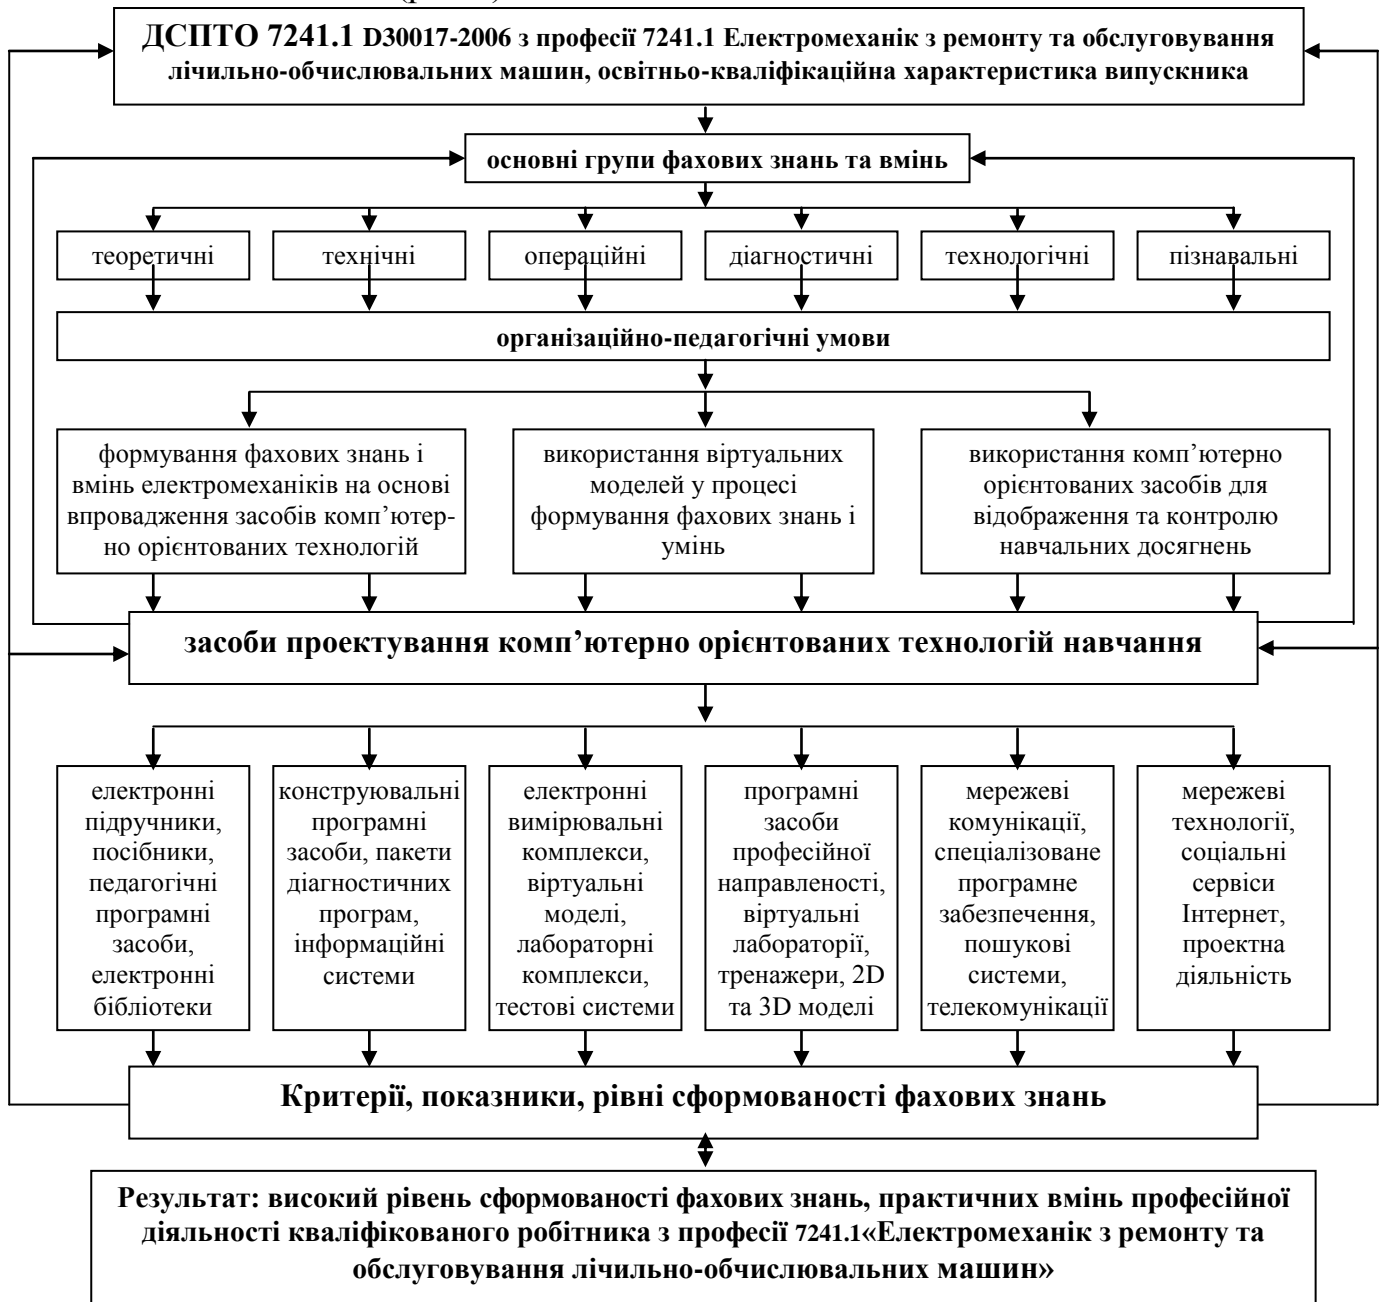 ДСПТО 7241.1 D30017-2006 з професії 7241.1 Електромеханік з ремонту та обслуговування
лічильно-обчислювальних машин, освітньо-кваліфікаційна характеристика випускника
основні групи фахових знань та вмінь
теоретичні
технічні
операційні
діагностичні
технологічні
пізнавальні
організаційно-педагогічні умови
формування фахових знань і
вмінь електромеханіків на основі
впровадження засобів комп’ютер-
но орієнтованих технологій
використання віртуальних
моделей у процесі
формування фахових знань і
умінь
використання комп’ютерно
орієнтованих засобів для
відображення та контролю
навчальних досягнень
засоби проектування комп’ютерно орієнтованих технологій навчання
електронні
підручники,
посібники,
педагогічні
програмні
засоби,
електронні
бібліотеки
конструювальні
програмні
засоби, пакети
діагностичних
програм,
інформаційні
системи
електронні
вимірювальні
комплекси,
віртуальні
моделі,
лабораторні
комплекси,
тестові системи
програмні
засоби
професійної
направленості,
віртуальні
лабораторії,
тренажери, 2D
та 3D моделі
мережеві
комунікації,
спеціалізоване
програмне
забезпечення,
пошукові
системи,
телекомунікації
мережеві
технології,
соціальні
сервіси
Інтернет,
проектна
діяльність
Критерії, показники, рівні сформованості фахових знань
Результат: високий рівень сформованості фахових знань, практичних вмінь професійної
діяльності кваліфікованого робітника з професії 7241.1«Електромеханік з ремонту та
обслуговування лічильно-обчислювальних машин»